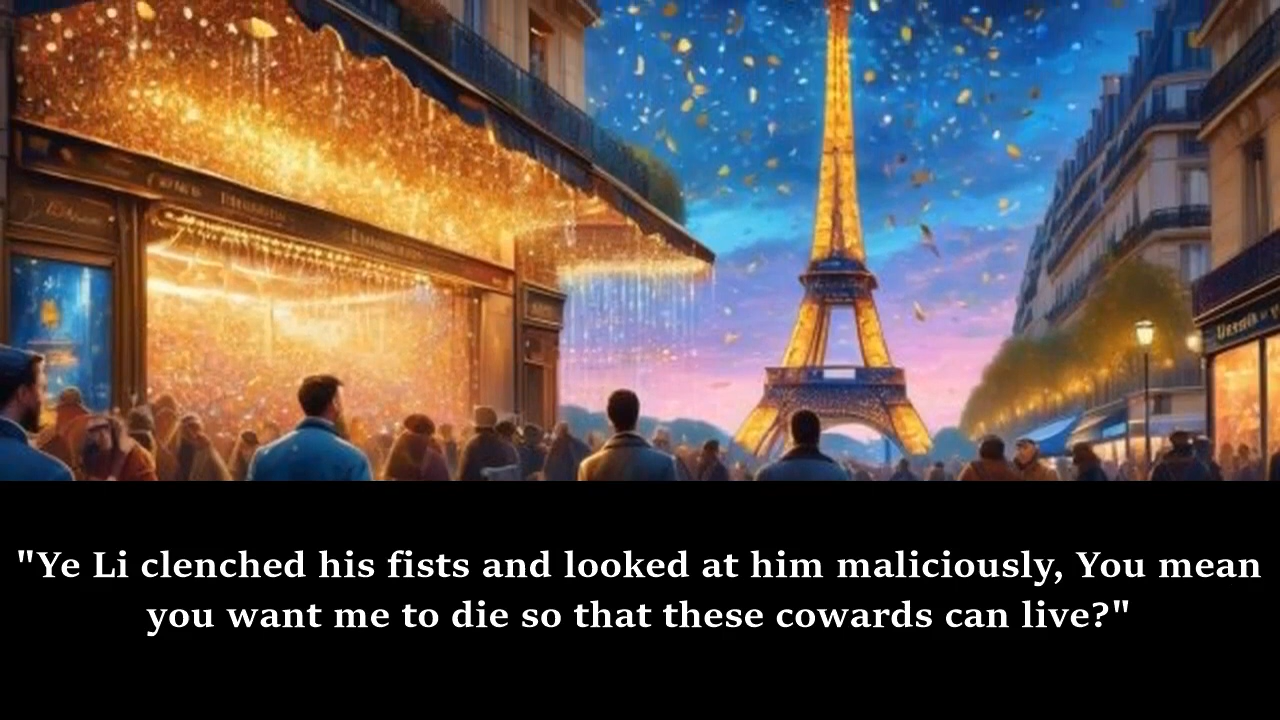 "Ye Li clenched his fists and looked at him maliciously, You mean
you want me to die so that these cowards can live?"